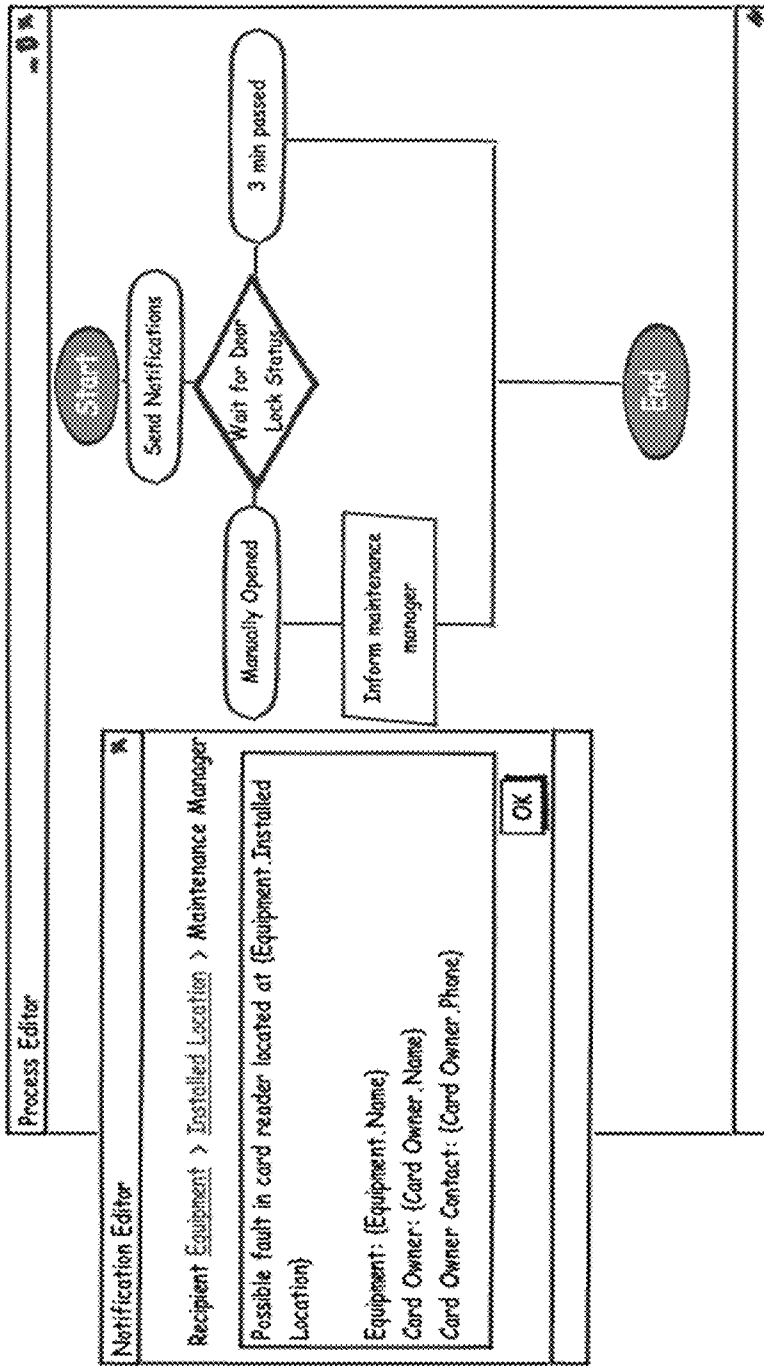 Process Editor
Start
Send Notifications
Wait for Door
Lock Status
Manually Opened
3 min passed
Inform maintenance
manager
End
Notification Editor
Recipient Equipment > Installed Location > Maintenance Manager
Possible fault in card reader located at {Equipment.Installed
Location}
Equipment: {Equipment.Name}
Card Owner: {Card Owner.Name}
Card Owner Contact: {Card Owner.Phone}
OK